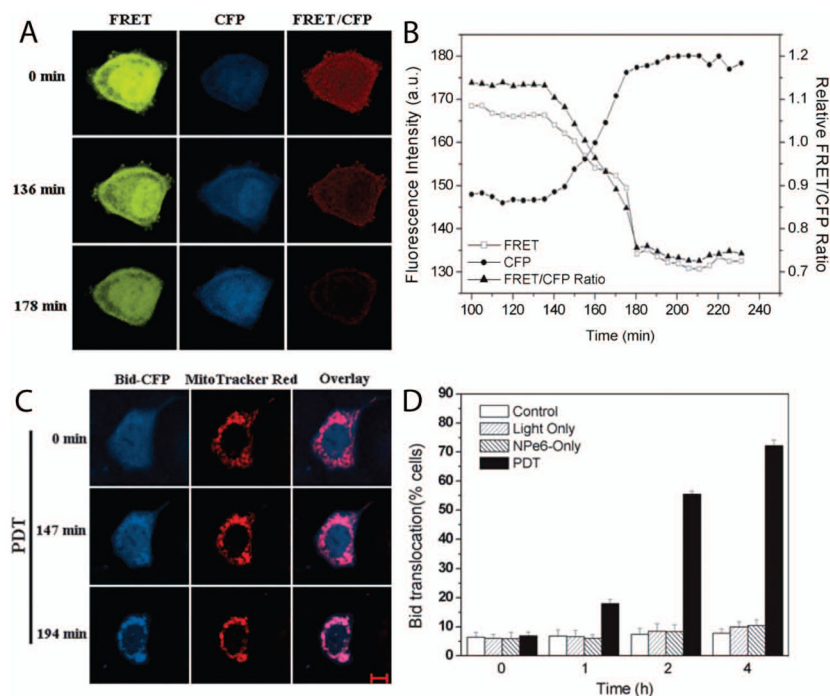 A
FRET CFP FRET/CFP
0 min
136 min
178 min
B
Fluorescence Intensity (a.u.)
180
170
160
150
140
130
Relative FRET/CFP Ratio
1.2
1.1
1.0
0.9
0.8
0.7
FRET
CFP
FRET/CFP Ratio
100 120 140 160 180 200 220 240
Time (min)
C
Bid-CFP MitoTracker Red Overlay
PDT
0 min
147 min
194 min
D
Bid translocation(% cells)
90
80
70
60
50
40
30
20
10
0
Control
Light Only
NPe6-Only
PDT
0 1 2 4
Time (h)